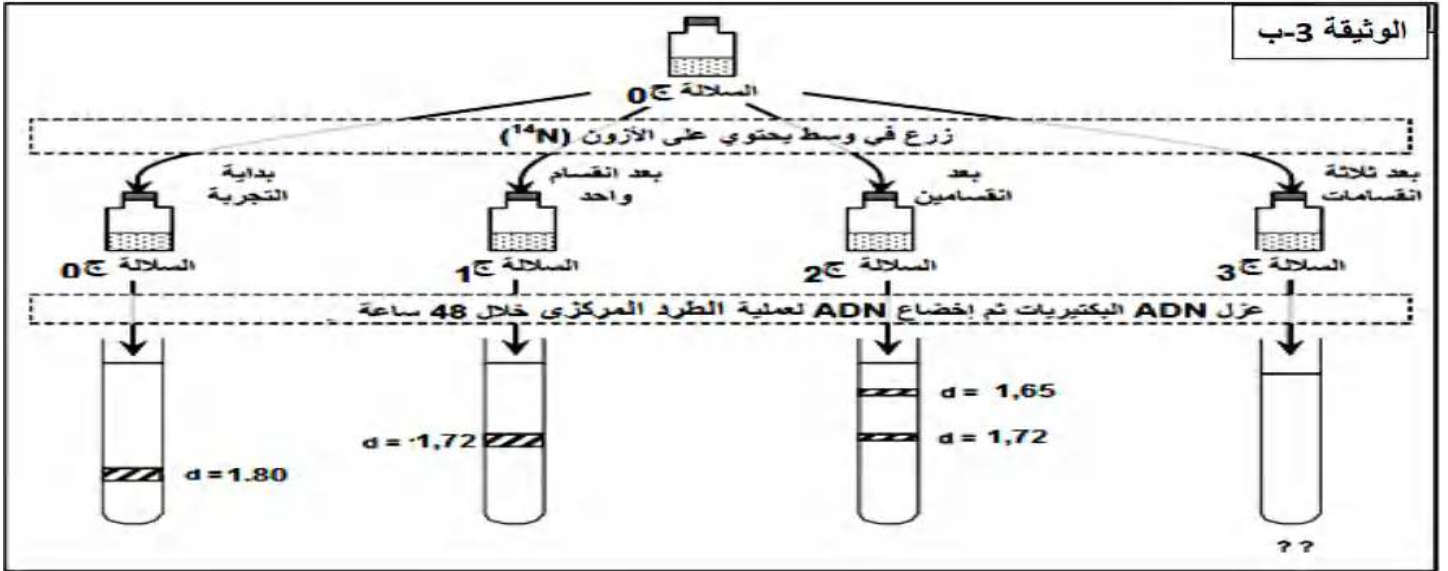 الوثيقة 3-ب
السلالة ج0
زرع في وسط يحتوي على الأزون (¹⁴N)
بداية التجربة
بعد انقسام واحد
بعد انقسامين
بعد ثلاثة انقسامات
السلالة ج0
السلالة ج1
السلالة ج2
السلالة ج3
عزل ADN البكتيريات ثم إخضاع ADN لعملية الطرد المركزي خلال 48 ساعة
d = 1.80
d = 1,72
d = 1,65
d = 1,72
? ?